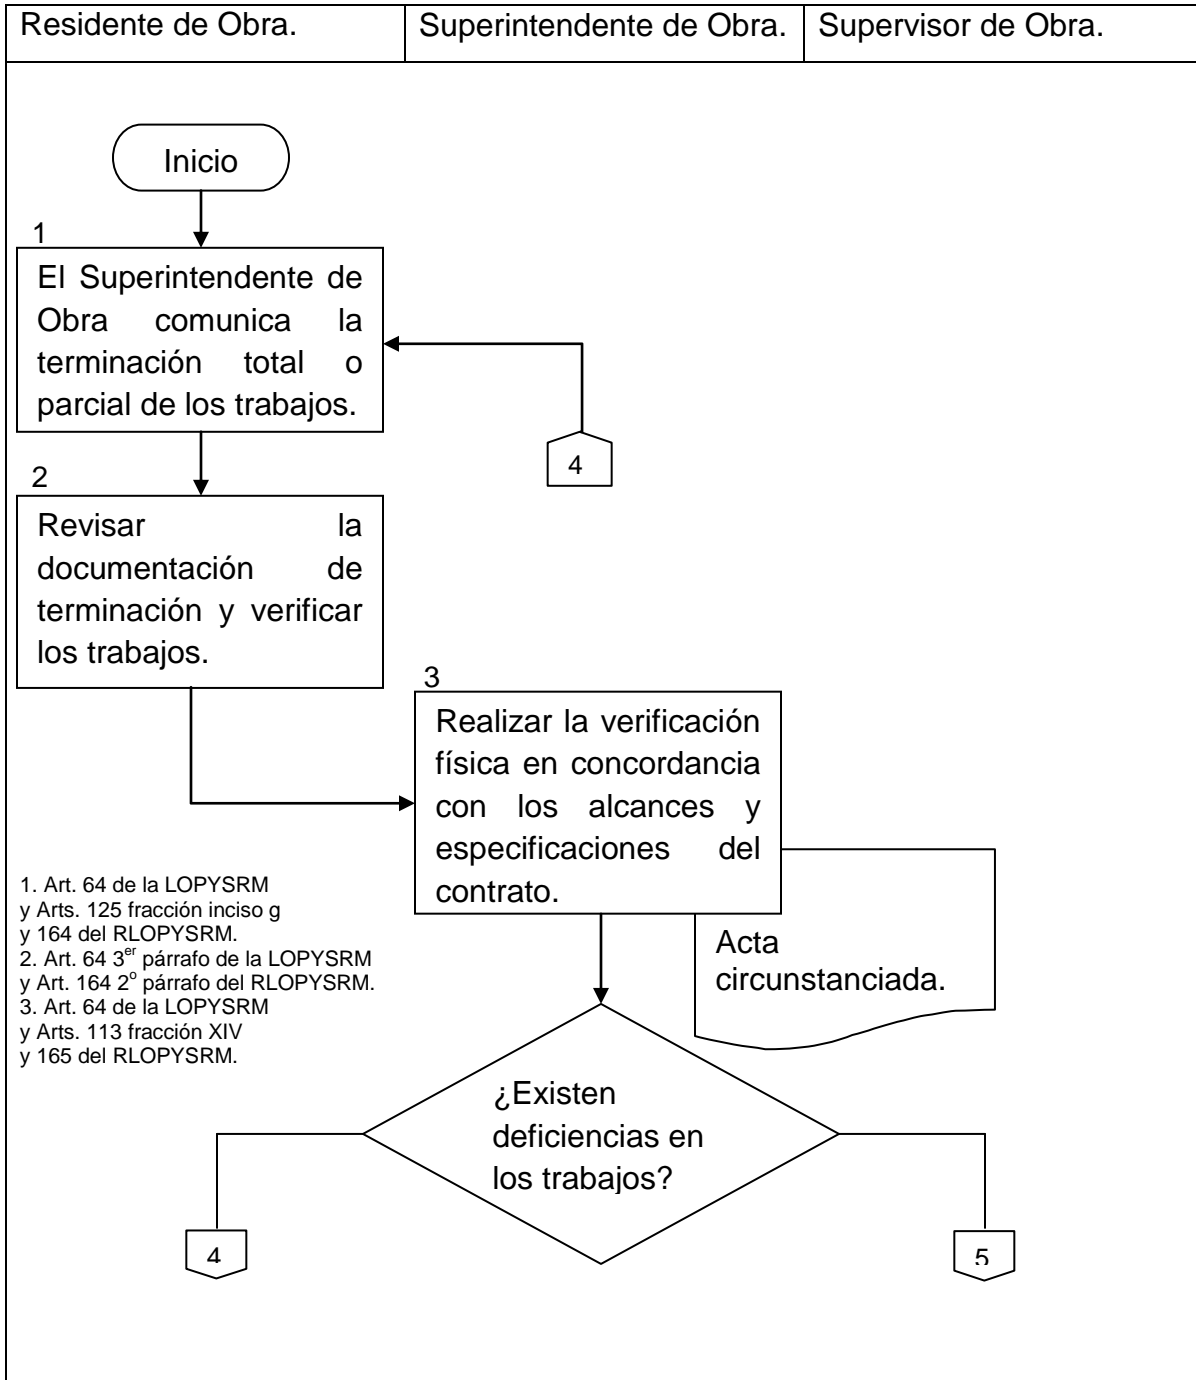 Residente de Obra.
Superintendente de Obra.
Supervisor de Obra.
Inicio
1
El Superintendente de
Obra comunica la
terminación total o
parcial de los trabajos.
4
2
Revisar la
documentación de
terminación y verificar
los trabajos.
3
Realizar la verificación
física en concordancia
con los alcances y
especificaciones del
contrato.
Acta
circunstanciada.
1. Art. 64 de la LOPYSRM
y Arts. 125 fracción inciso g
y 164 del RLOPYSRM.
2. Art. 64 3er párrafo de la LOPYSRM
y Art. 164 2º párrafo del RLOPYSRM.
3. Art. 64 de la LOPYSRM
y Arts. 113 fracción XIV
y 165 del RLOPYSRM.
¿Existen
deficiencias en
los trabajos?
4
5